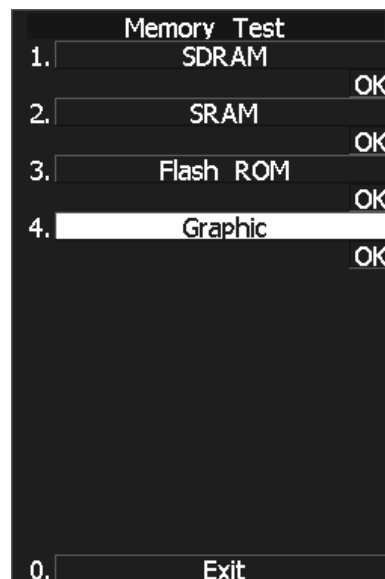 Memory Test
1. SDRAM
OK
2. SRAM
OK
3. Flash ROM
OK
4. Graphic
OK
0. Exit